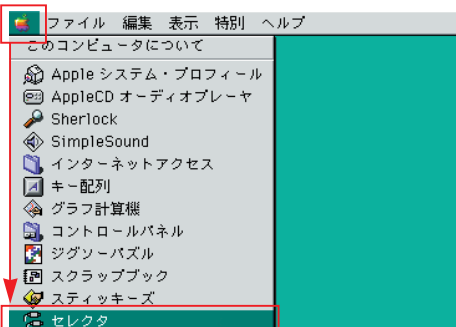 ファイル 編集 表示 特別 ヘルプ
このコンピュータについて
Apple システム・プロフィール
AppleCD オーディオプレーヤ
Sherlock
SimpleSound
インターネットアクセス
キー配列
グラフ計算機
コントロールパネル
ジグソーパズル
スクラップブック
スティッキーズ
セレクタ